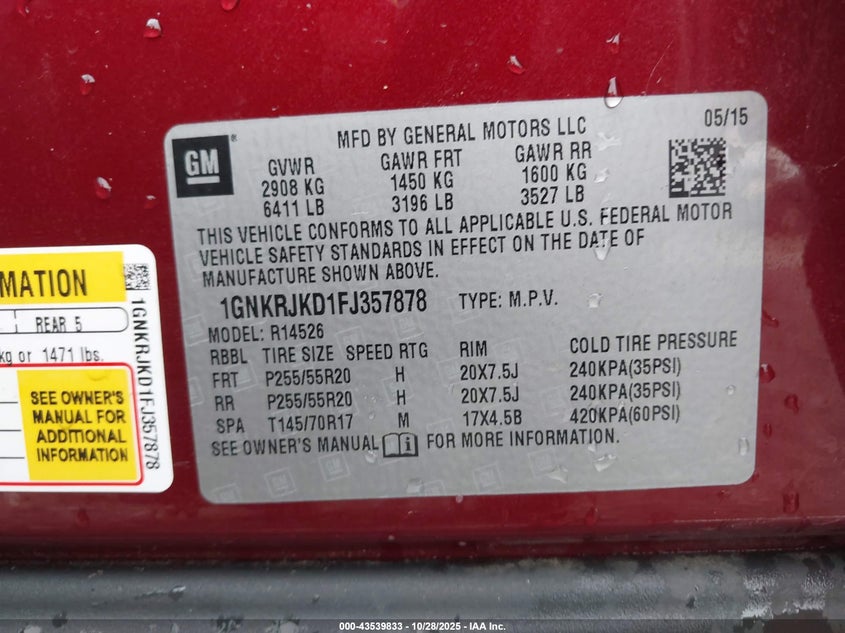 MFD BY GENERAL MOTORS LLC
05/15
GM
GVWR GAWR FRT GAWR RR
2908 KG 1450 KG 1600 KG
6411 LB 3196 LB 3527 LB
THIS VEHICLE CONFORMS TO ALL APPLICABLE U.S. FEDERAL MOTOR
VEHICLE SAFETY STANDARDS IN EFFECT ON THE DATE OF
MANUFACTURE SHOWN ABOVE.
1GNKRJKD1FJ357878 TYPE: M.P.V.
MODEL: R14526
RBBL TIRE SIZE SPEED RTG RIM COLD TIRE PRESSURE
FRT P255/55R20 H 20X7.5J 240KPA(35PSI)
RR P255/55R20 H 20X7.5J 240KPA(35PSI)
SPA T145/70R17 M 17X4.5B 420KPA(60PSI)
SEE OWNER'S MANUAL FOR MORE INFORMATION.
MATION
REAR 5
kg or 1471 lbs.
SEE OWNER'S
MANUAL FOR
ADDITIONAL
INFORMATION
1GNKRJKD1FJ357878
000-43539833 | 10/28/2025 - IAA Inc.